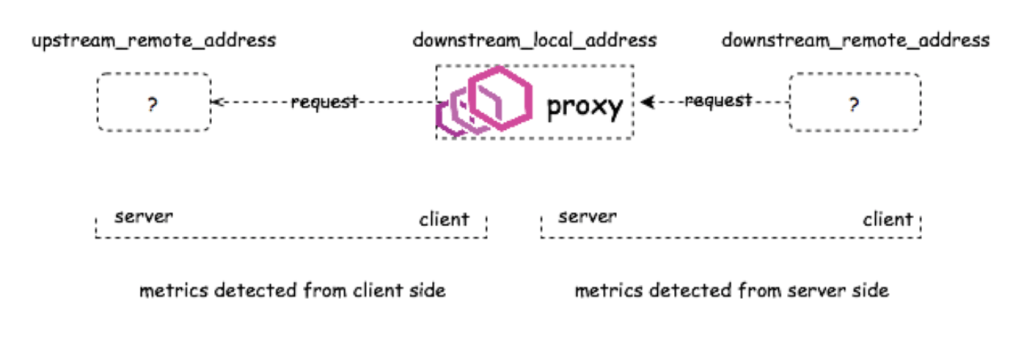 upstream_remote_address downstream_local_address downstream_remote_address
? request proxy request ?
server client server client
metrics detected from client side metrics detected from server side